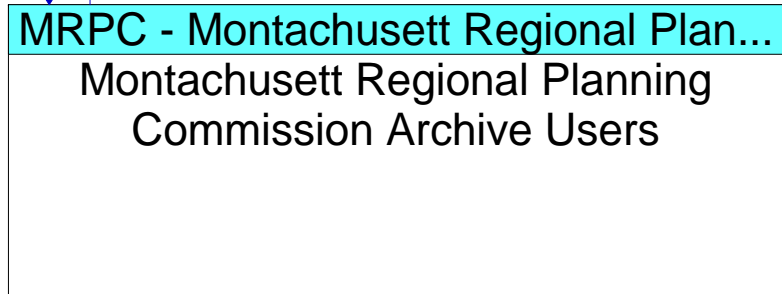 MRPC - Montachusett Regional Plan...
Montachusett Regional Planning
Commission Archive Users